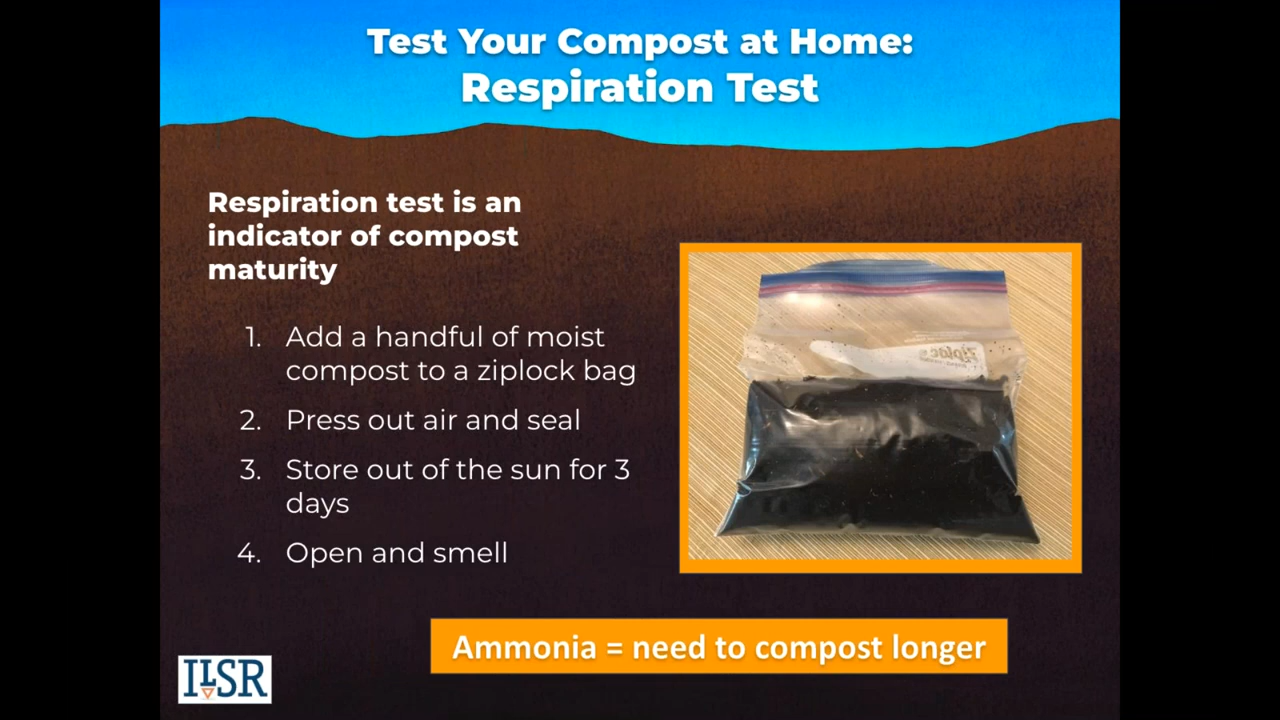 Test Your Compost at Home:
Respiration Test
Respiration test is an
indicator of compost
maturity
1. Add a handful of moist
compost to a ziplock bag
2. Press out air and seal
3. Store out of the sun for 3
days
4. Open and smell
Ziploc
Ammonia = need to compost longer
ILSR